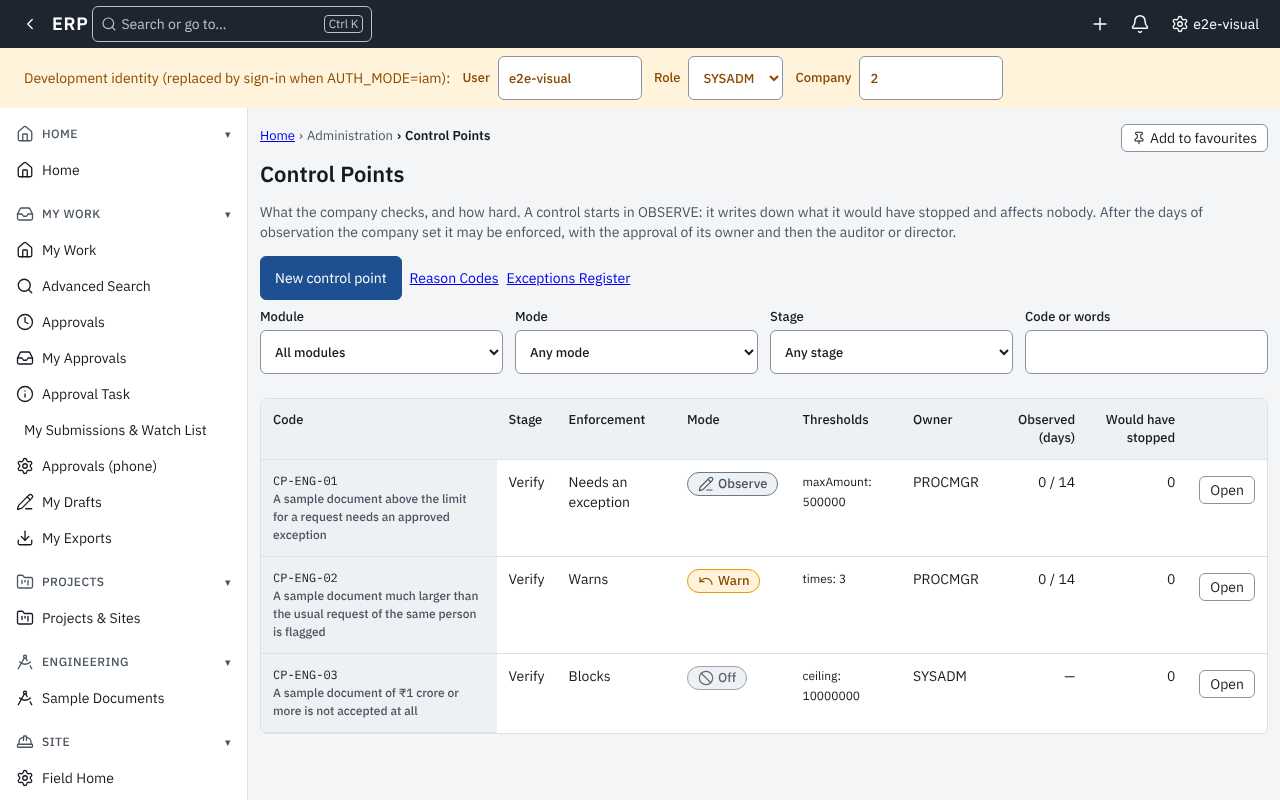 ERP
Search or go to...
Ctrl K
e2e-visual
Development identity (replaced by sign-in when AUTH_MODE=iam):
User
e2e-visual
Role
SYSADM
Company
2
HOME
Home
MY WORK
My Work
Advanced Search
Approvals
My Approvals
Approval Task
My Submissions & Watch List
Approvals (phone)
My Drafts
My Exports
PROJECTS
Projects & Sites
ENGINEERING
Sample Documents
SITE
Field Home
Home › Administration › Control Points
Add to favourites
Control Points
What the company checks, and how hard. A control starts in OBSERVE: it writes down what it would have stopped and affects nobody. After the days of
observation the company set it may be enforced, with the approval of its owner and then the auditor or director.
New control point
Reason Codes
Exceptions Register
Module
Mode
Stage
Code or words
All modules
Any mode
Any stage
Code
Stage
Enforcement
Mode
Thresholds
Owner
Observed
(days)
Would have
stopped
CP-ENG-01
A sample document above the limit
for a request needs an approved
exception
Verify
Needs an
exception
Observe
maxAmount:
500000
PROCMGR
0 / 14
0
Open
CP-ENG-02
A sample document much larger than
the usual request of the same person
is flagged
Verify
Warns
Warn
times: 3
PROCMGR
0 / 14
0
Open
CP-ENG-03
A sample document of ₹1 crore or
more is not accepted at all
Verify
Blocks
Off
ceiling:
10000000
SYSADM
—
0
Open